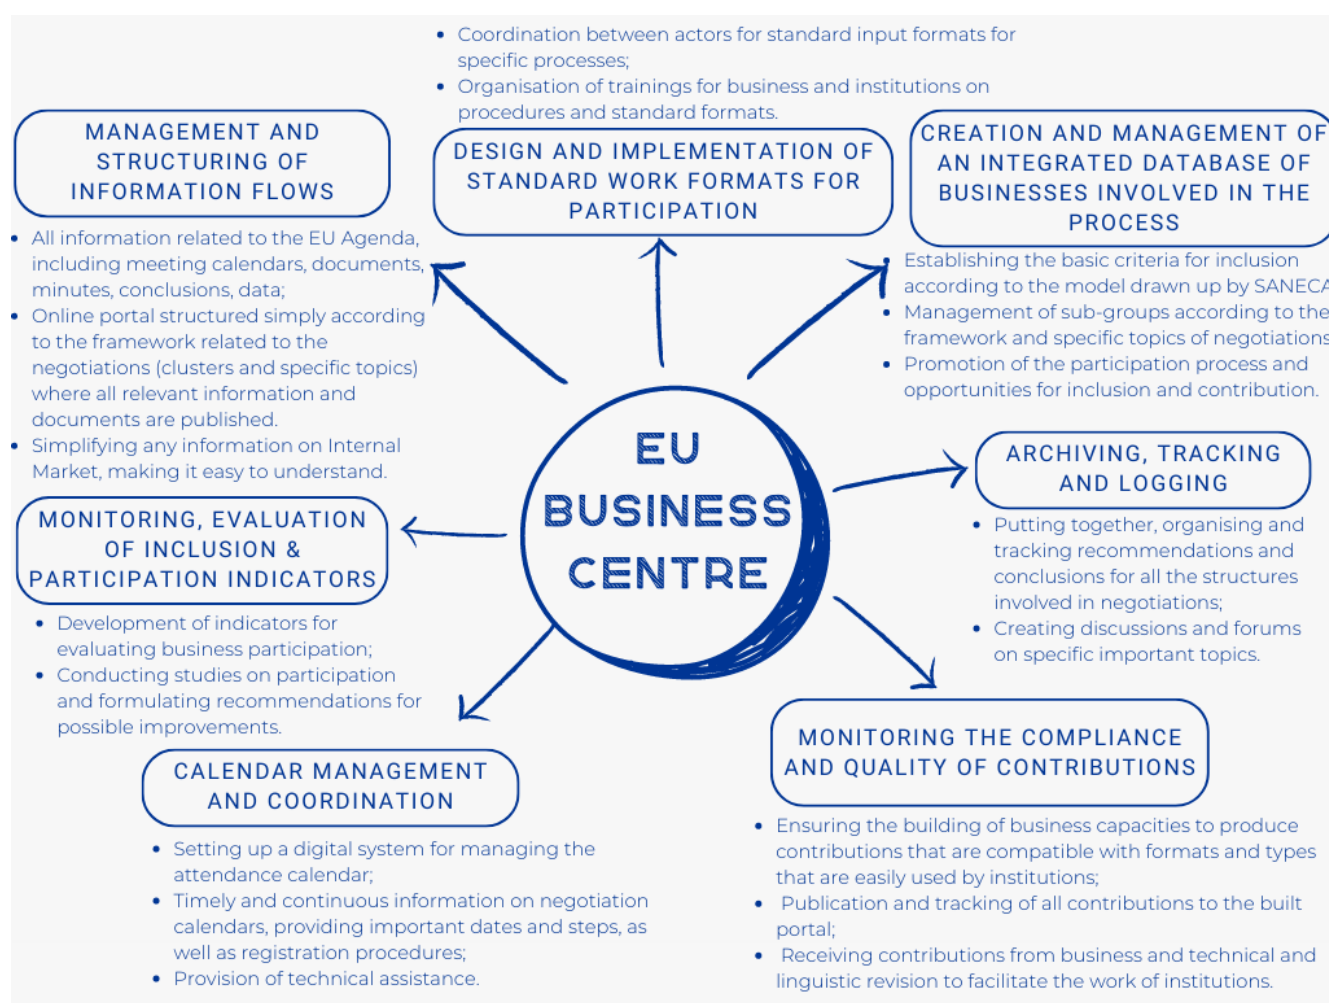 • Coordination between actors for standard input formats for
specific processes;
• Organisation of trainings for business and institutions on
procedures and standard formats.
DESIGN AND IMPLEMENTATION OF
STANDARD WORK FORMATS FOR
PARTICIPATION
MANAGEMENT AND
STRUCTURING OF
INFORMATION FLOWS
• All information related to the EU Agenda,
including meeting calendars, documents,
minutes, conclusions, data;
• Online portal structured simply according
to the framework related to the
negotiations (clusters and specific topics)
where all relevant information and
documents are published.
• Simplifying any information on Internal
Market, making it easy to understand.
CREATION AND MANAGEMENT OF
AN INTEGRATED DATABASE OF
BUSINESSES INVOLVED IN THE
PROCESS
• Establishing the basic criteria for inclusion
according to the model drawn up by SANECA
• Management of sub-groups according to the
framework and specific topics of negotiations
• Promotion of the participation process and
opportunities for inclusion and contribution.
EU
BUSINESS
CENTRE
ARCHIVING, TRACKING
AND LOGGING
• Putting together, organising and
tracking recommendations and
conclusions for all the structures
involved in negotiations;
• Creating discussions and forums
on specific important topics.
MONITORING, EVALUATION
OF INCLUSION &
PARTICIPATION INDICATORS
• Development of indicators for
evaluating business participation;
• Conducting studies on participation
and formulating recommendations for
possible improvements.
CALENDAR MANAGEMENT
AND COORDINATION
• Setting up a digital system for managing the
attendance calendar;
• Timely and continuous information on negotiation
calendars, providing important dates and steps, as
well as registration procedures;
• Provision of technical assistance.
MONITORING THE COMPLIANCE
AND QUALITY OF CONTRIBUTIONS
• Ensuring the building of business capacities to produce
contributions that are compatible with formats and types
that are easily used by institutions;
• Publication and tracking of all contributions to the built
portal;
• Receiving contributions from business and technical and
linguistic revision to facilitate the work of institutions.